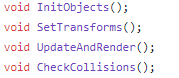 void InitObjects();
void SetTransforms();
void UpdateAndRender();
void CheckCollisions();